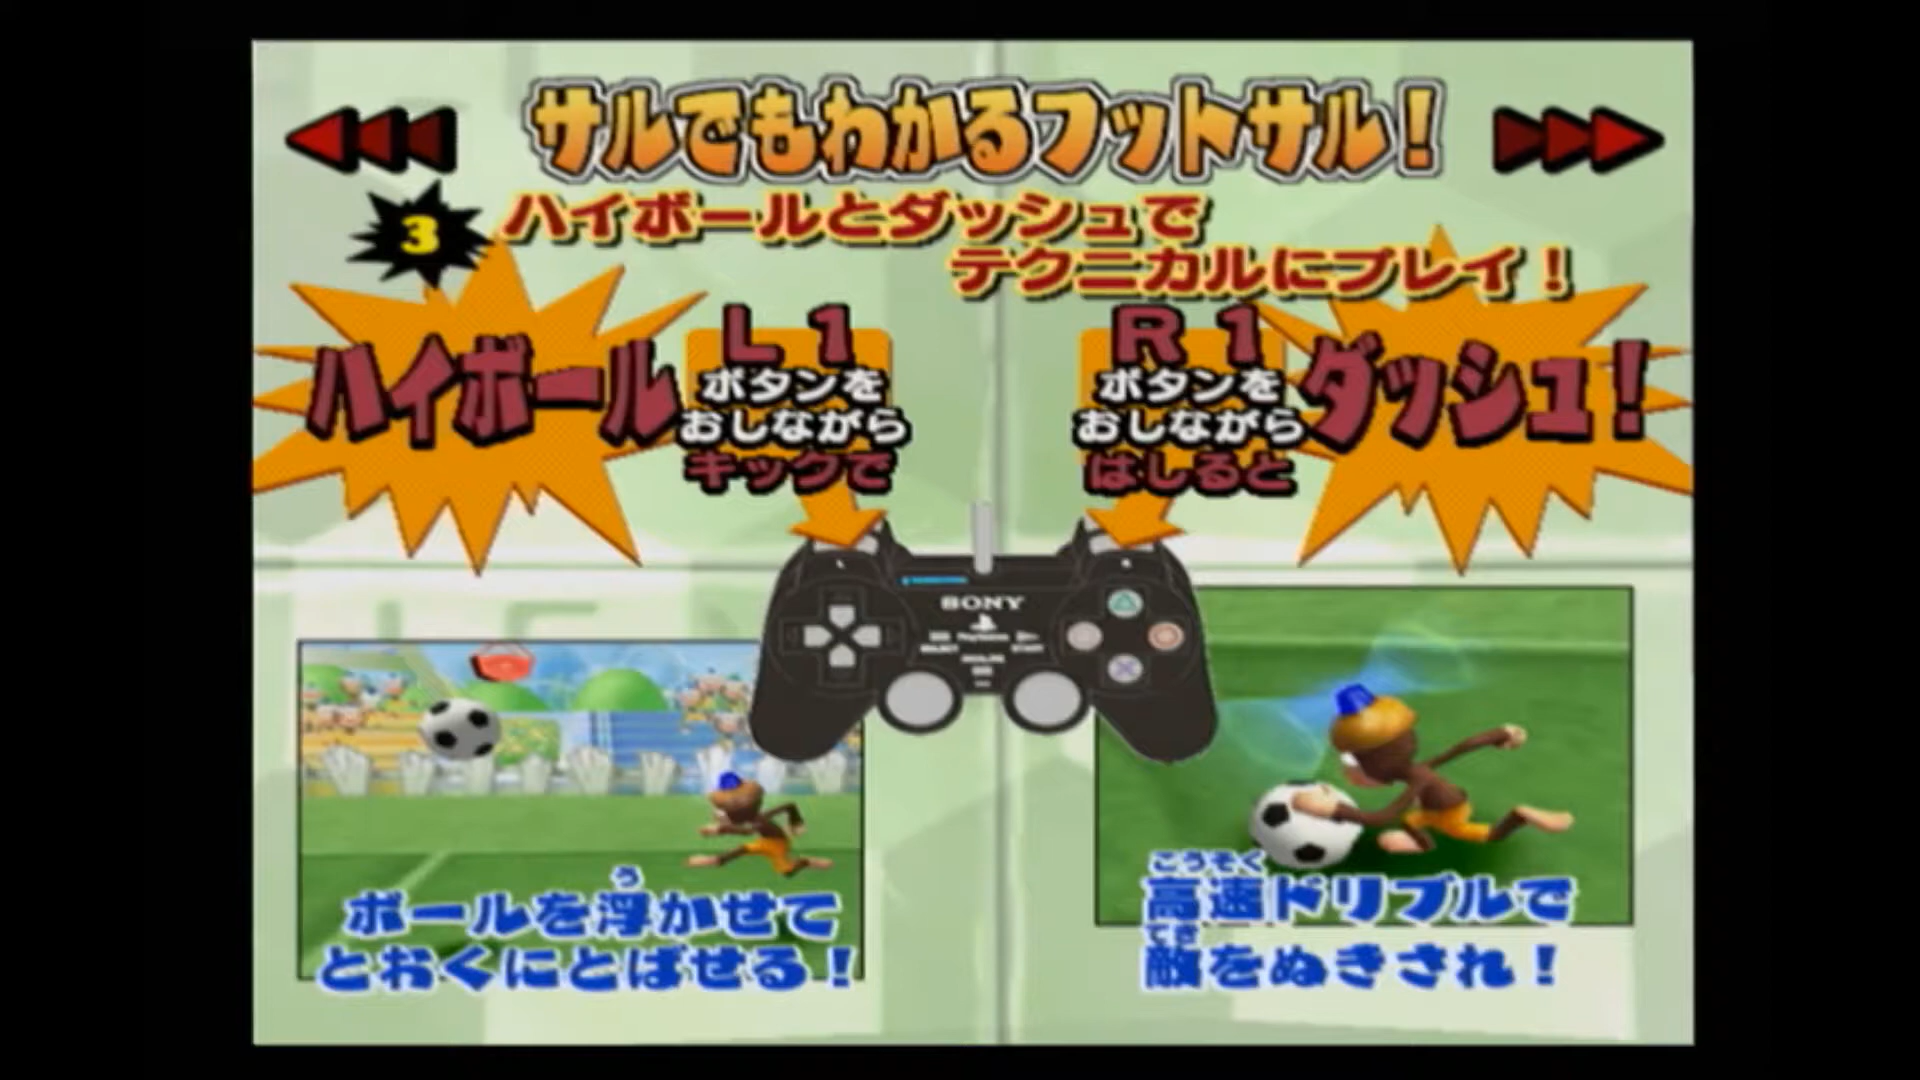 サルでもわかるフットサル！
3
ハイボールとダッシュで
テクニカルにプレイ！
ハイボール
L1
ボタンを
おしながら
キックで
R1
ボタンを
おしながら
はしると
ダッシュ！
SONY
う
ボールを浮かせて
とおくにとばせる！
こうそく
高速ドリブルで
てき
敵をぬきされ！